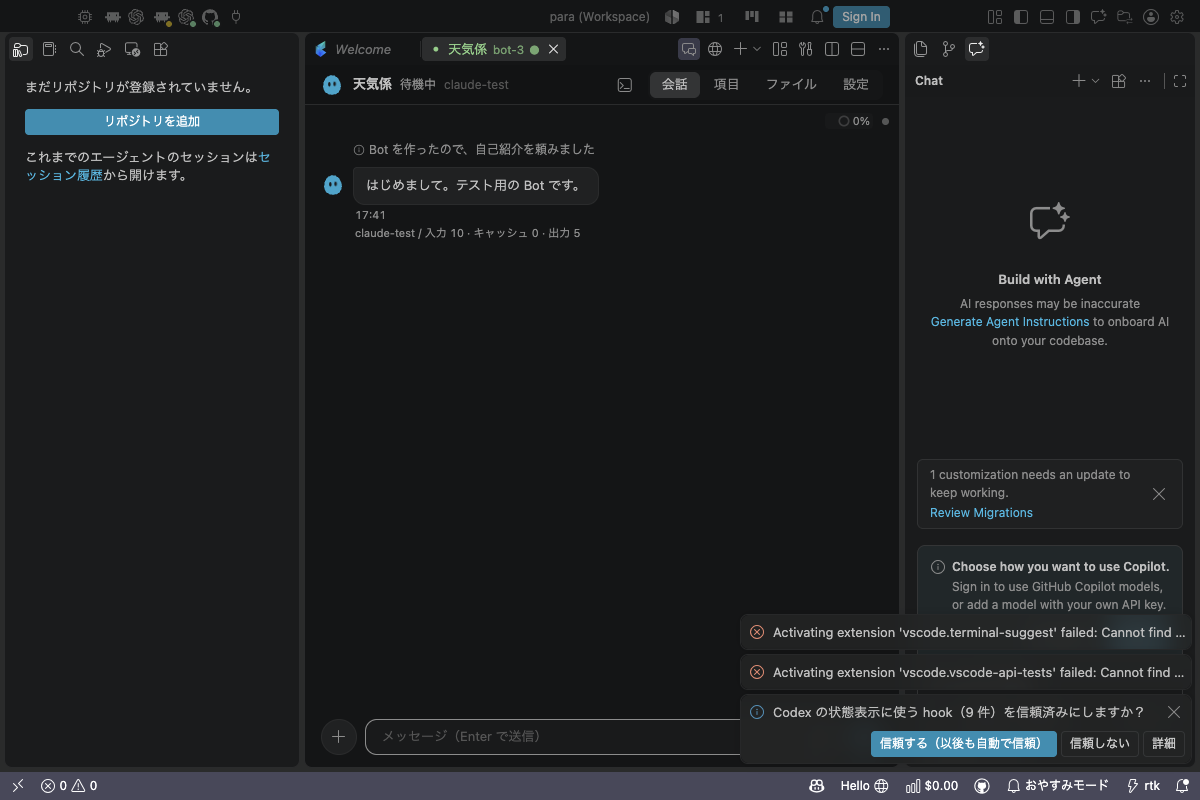 para (Workspace)
1
Sign In
まだリポジトリが登録されていません。
リポジトリを追加
これまでのエージェントのセッションはセ
ッション履歴から開けます。
Welcome
天気係 bot-3
天気係 待機中 claude-test
会話 項目 ファイル 設定
0%
Bot を作ったので、自己紹介を頼みました
はじめまして。テスト用の Bot です。
17:41
claude-test / 入力 10 · キャッシュ 0 · 出力 5
メッセージ（Enter で送信）
Chat
Build with Agent
AI responses may be inaccurate
Generate Agent Instructions to onboard AI
onto your codebase.
1 customization needs an update to
keep working.
Review Migrations
Choose how you want to use Copilot.
Sign in to use GitHub Copilot models,
or add a model with your own API key.
Activating extension 'vscode.terminal-suggest' failed: Cannot find ...
Activating extension 'vscode.vscode-api-tests' failed: Cannot find ...
Codex の状態表示に使う hook（9 件）を信頼済みにしますか？
信頼する（以後も自動で信頼） 信頼しない 詳細
0 0
Hello
$0.00
おやすみモード
rtk